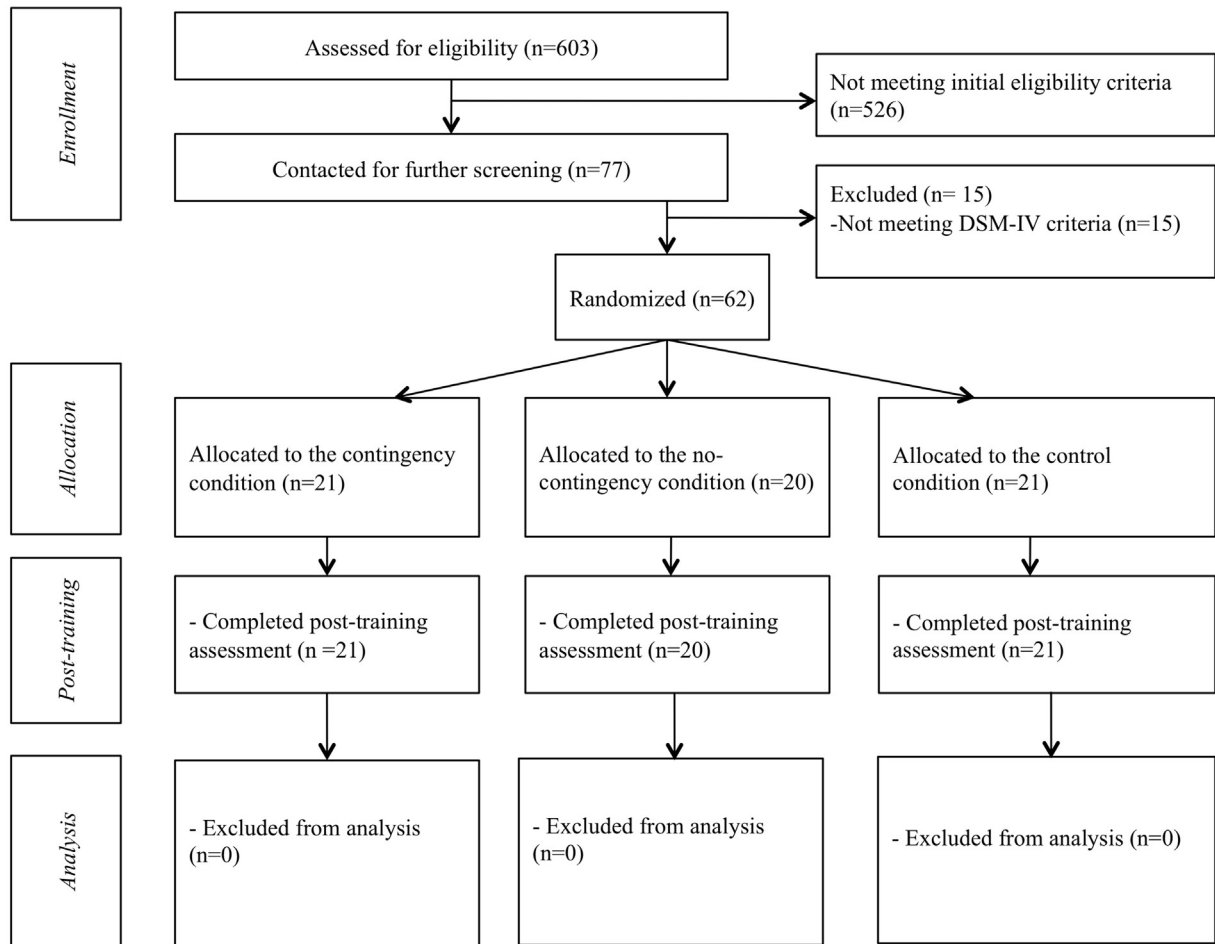 Enrollment
Assessed for eligibility (n=603)
Not meeting initial eligibility criteria
(n=526)
Contacted for further screening (n=77)
Excluded (n= 15)
-Not meeting DSM-IV criteria (n=15)
Randomized (n=62)
Allocation
Allocated to the contingency
condition (n=21)
Allocated to the no-
contingency condition (n=20)
Allocated to the control
condition (n=21)
Post-training
- Completed post-training
assessment (n =21)
- Completed post-training
assessment (n=20)
- Completed post-training
assessment (n=21)
Analysis
- Excluded from analysis
(n=0)
- Excluded from analysis
(n=0)
- Excluded from analysis (n=0)